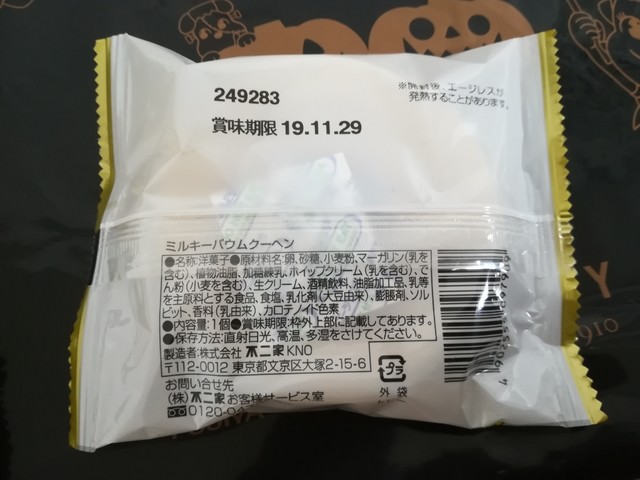 249283
賞味期限 19.11.29
※開封後、エージレスが
発熱することがあります。
ミルキーバウムクーヘン
●名称:洋菓子●原材料名:卵、砂糖、小麦粉、マーガリン(乳を
含む)、植物油脂、加糖練乳、ホイップクリーム(乳を含む)、でん
粉(小麦を含む)、生クリーム、酒精飲料、油脂加工品、乳等
を主原料とする食品、食塩、乳化剤(大豆由来)、膨脹剤、ソル
ビット、香料(乳由来)、カロテノイド色素
●内容量:1個●賞味期限:枠外上部に記載してあります。
●保存方法:直射日光、高温、多湿をさけてください。
製造者:株式会社 不二家 KNO
〒112-0012 東京都文京区大塚2-15-6
お問い合せ先
(株)不二家お客様サービス室
0120-04
プラ
外 袋
Y
1910